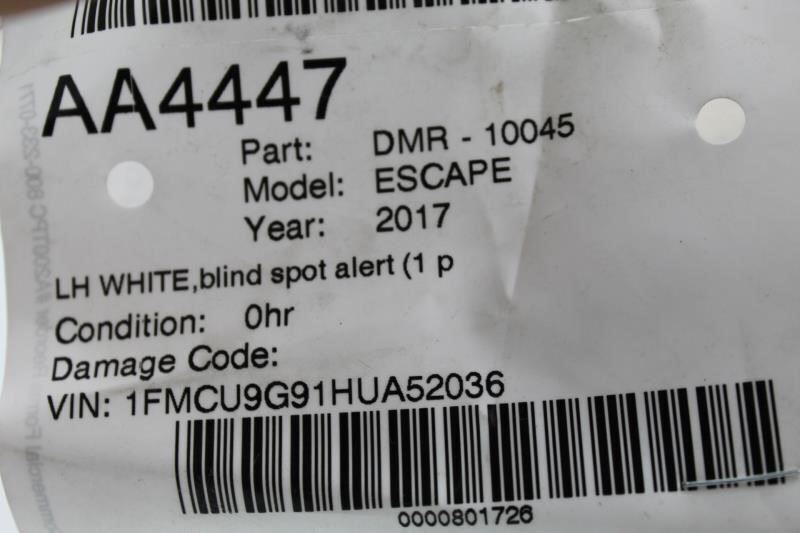 AA4447
Part: DMR - 10045
Model: ESCAPE
Year: 2017
LH WHITE,blind spot alert (1 p
Condition: 0hr
Damage Code:
VIN: 1FMCU9G91HUA52036
0000801726